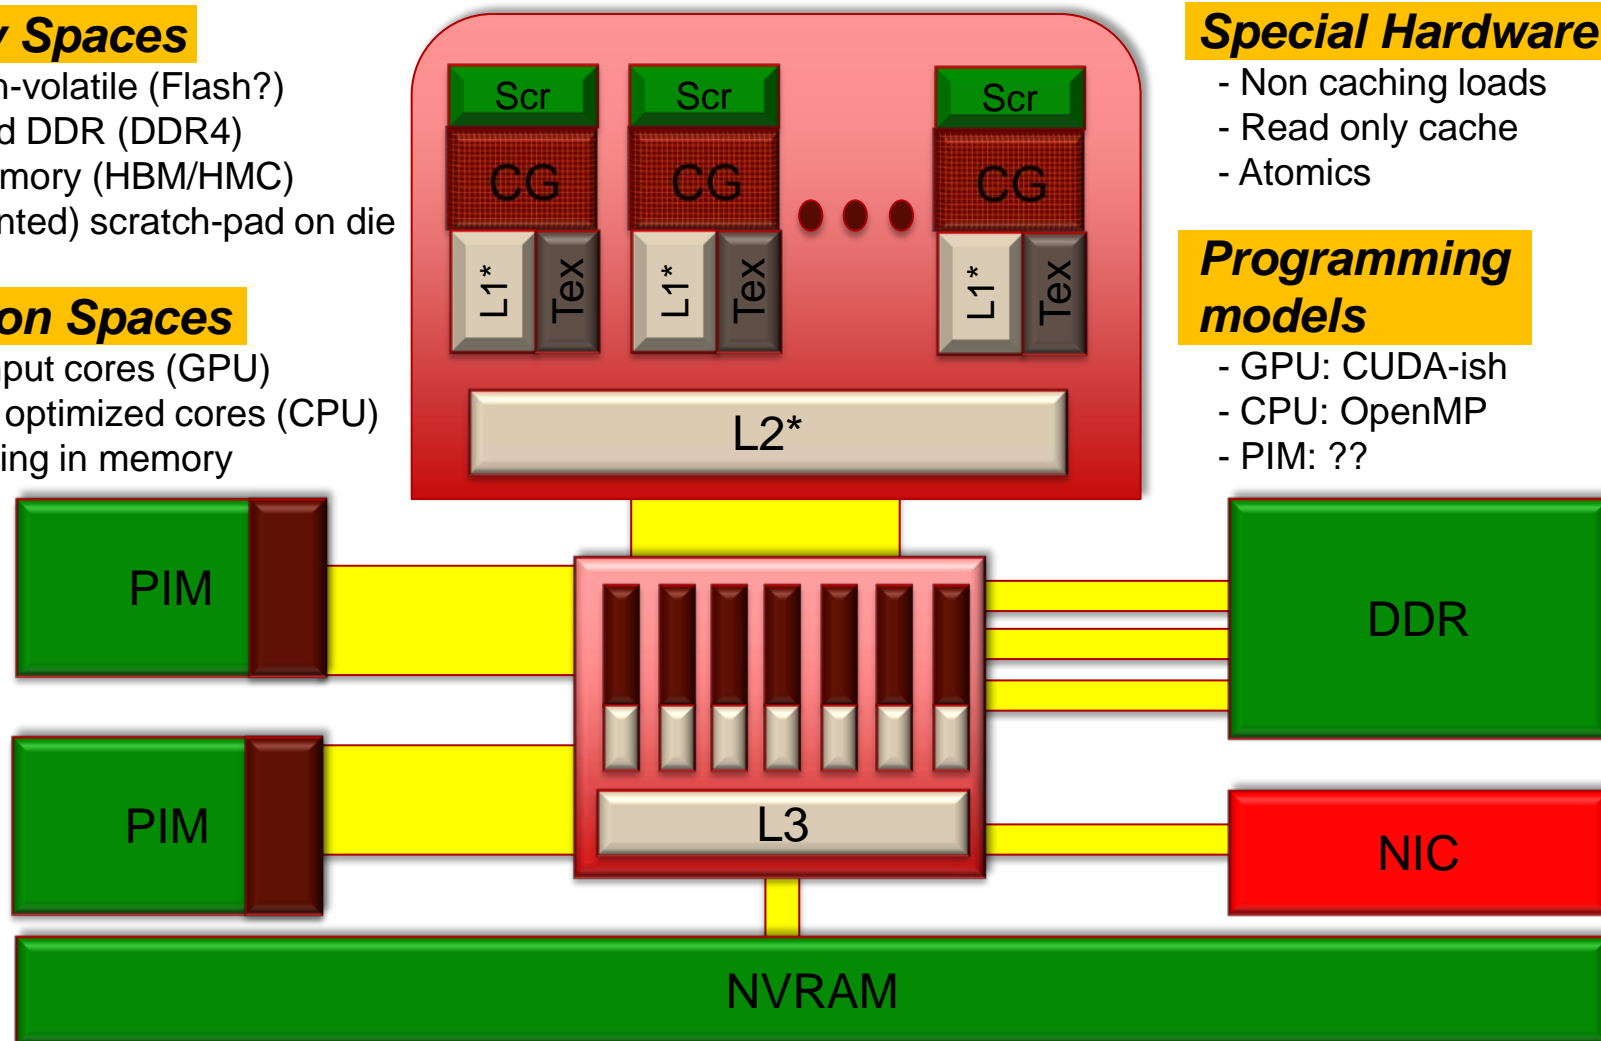 y Spaces
n-volatile (Flash?)
d DDR (DDR4)
mory (HBM/HMC)
nted) scratch-pad on die
on Spaces
nput cores (GPU)
optimized cores (CPU)
ing in memory
Scr
Scr
Scr
CG
CG
CG
L1*
Tex
L1*
Tex
L1*
Tex
L2*
Special Hardware
- Non caching loads
- Read only cache
- Atomics
Programming
models
- GPU: CUDA-ish
- CPU: OpenMP
- PIM: ??
PIM
PIM
L3
DDR
NIC
NVRAM